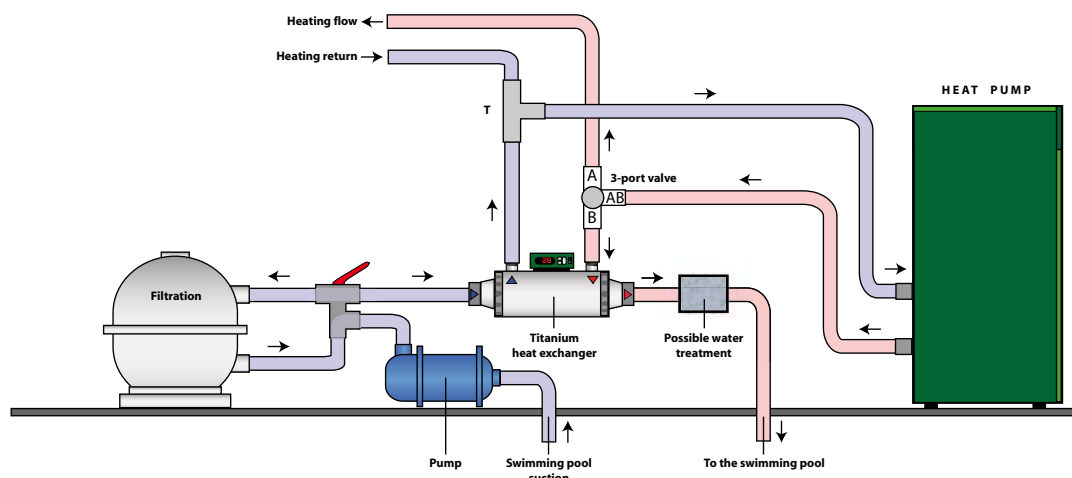 Heating flow
Heating return
HEAT PUMP
T
A
3-port valve
AB
B
Filtration
Titanium
heat exchanger
Possible water
treatment
Pump
Swimming pool
suction
To the swimming pool